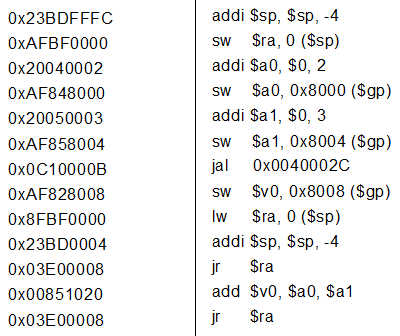 0x23BDFFFC addi $sp, $sp, -4
0xAFBF0000 sw $ra, 0 ($sp)
0x20040002 addi $a0, $0, 2
0xAF848000 sw $a0, 0x8000 ($gp)
0x20050003 addi $a1, $0, 3
0xAF858004 sw $a1, 0x8004 ($gp)
0x0C10000B jal 0x0040002C
0xAF828008 sw $v0, 0x8008 ($gp)
0x8FBF0000 lw $ra, 0 ($sp)
0x23BD0004 addi $sp, $sp, -4
0x03E00008 jr $ra
0x00851020 add $v0, $a0, $a1
0x03E00008 jr $ra